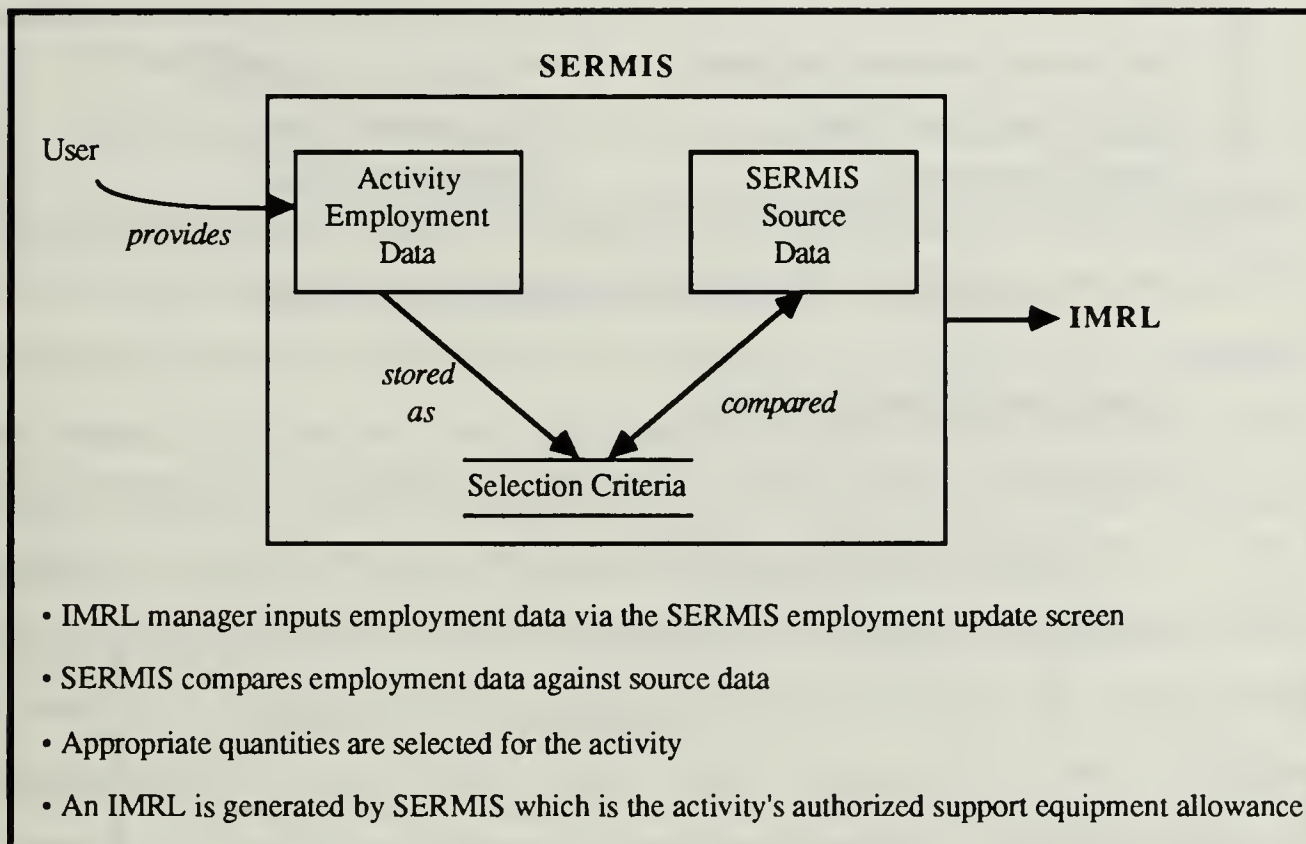 SERMIS
User
provides
Activity
Employment
Data
SERMIS
Source
Data
IMRL
stored
as
compared
Selection Criteria
• IMRL manager inputs employment data via the SERMIS employment update screen
• SERMIS compares employment data against source data
• Appropriate quantities are selected for the activity
• An IMRL is generated by SERMIS which is the activity's authorized support equipment allowance